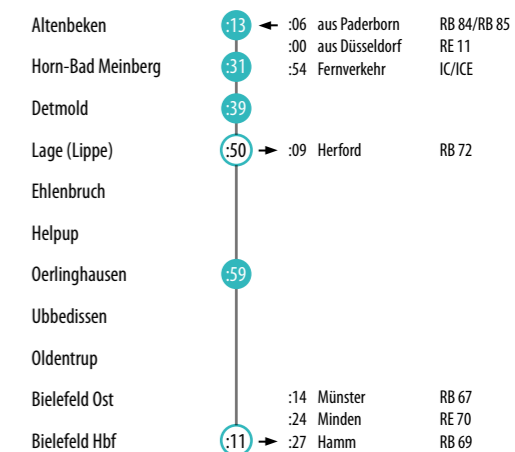 Altenbeken :13 :06 aus Paderborn RB 84/RB 85
:00 aus Düsseldorf RE 11
Horn-Bad Meinberg :31 :54 Fernverkehr IC/ICE
Detmold :39
Lage (Lippe) :50 :09 Herford RB 72
Ehlenbruch
Helpup
Oerlinghausen :59
Ubbedissen
Oldentrup
Bielefeld Ost :14 Münster RB 67
:24 Minden RE 70
Bielefeld Hbf :11 :27 Hamm RB 69